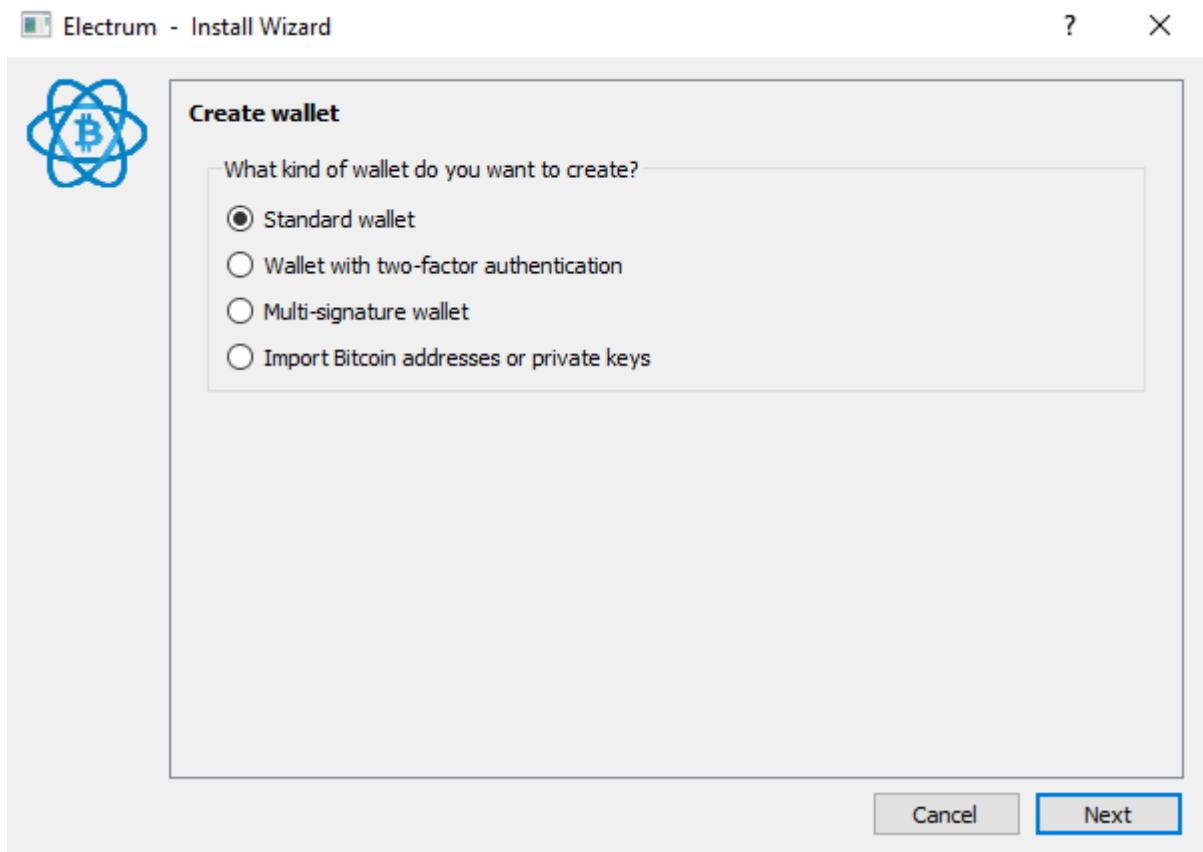 Electrum - Install Wizard
?
Create wallet
What kind of wallet do you want to create?
Standard wallet
Wallet with two-factor authentication
Multi-signature wallet
Import Bitcoin addresses or private keys
Cancel
Next